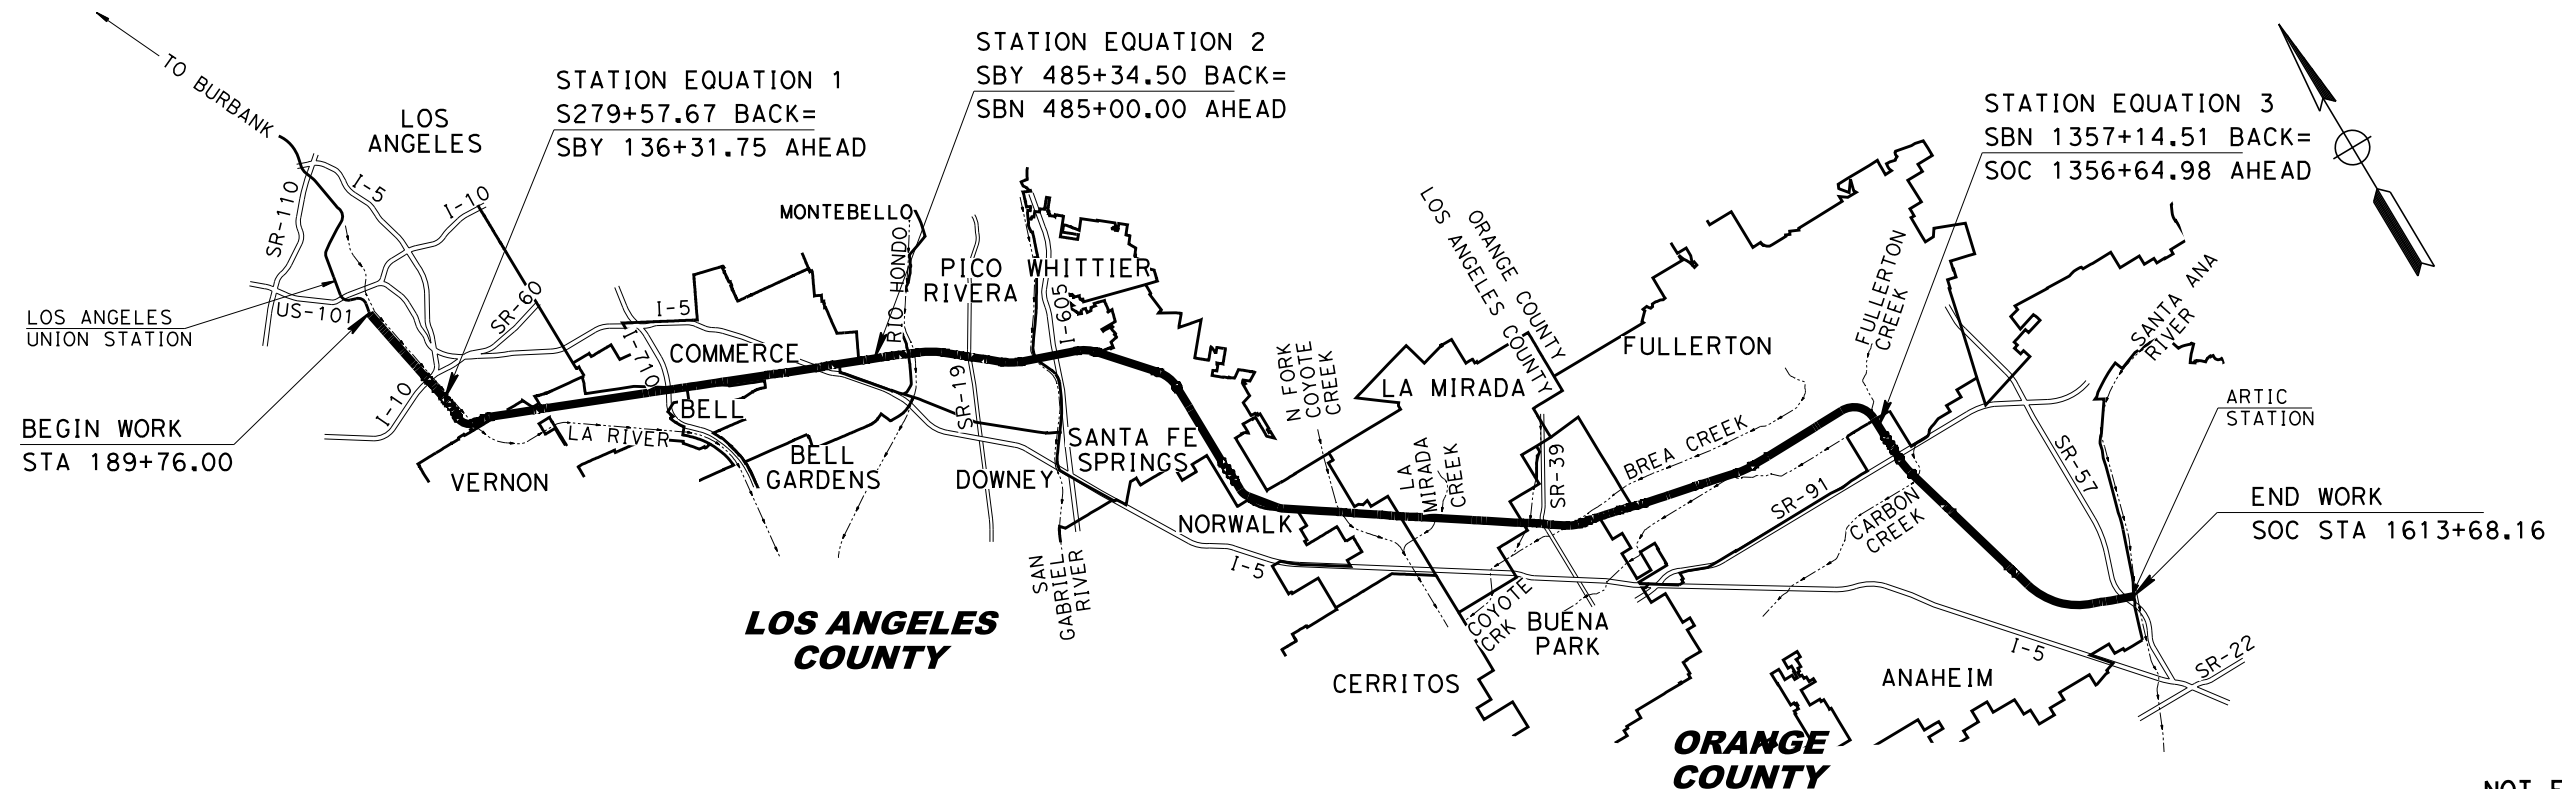 TO BURBANK
LOS
ANGELES
STATION EQUATION 1
S279+57.67 BACK=
SBY 136+31.75 AHEAD
STATION EQUATION 2
SBY 485+34.50 BACK=
SBN 485+00.00 AHEAD
STATION EQUATION 3
SBN 1357+14.51 BACK=
SOC 1356+64.98 AHEAD
SR-110
I-5
I-10
US-101
LOS ANGELES
UNION STATION
BEGIN WORK
STA 189+76.00
I-10
SR-60
VERNON
I-710
I-5
COMMERCE
BELL
LA RIVER
BELL
GARDENS
MONTEBELLO
RIO HONDO
PICO
RIVERA
WHITTIER
I-605
SR-19
DOWNEY
SANTA FE
SPRINGS
NORWALK
SAN
GABRIEL
RIVER
I-5
LOS ANGELES
COUNTY
N FORK
COYOTE
CREEK
LA MIRADA
ORANGE COUNTY
LOS ANGELES COUNTY
LA
MIRADA
CREEK
SR-39
COYOTE
CRK
BUENA
PARK
CERRITOS
FULLERTON
BREA CREEK
FULLERTON
CREEK
SR-91
CARBON
CREEK
SR-57
SANTA ANA
RIVER
ARTIC
STATION
END WORK
SOC STA 1613+68.16
ANAHEIM
I-5
SR-22
ORANGE
COUNTY